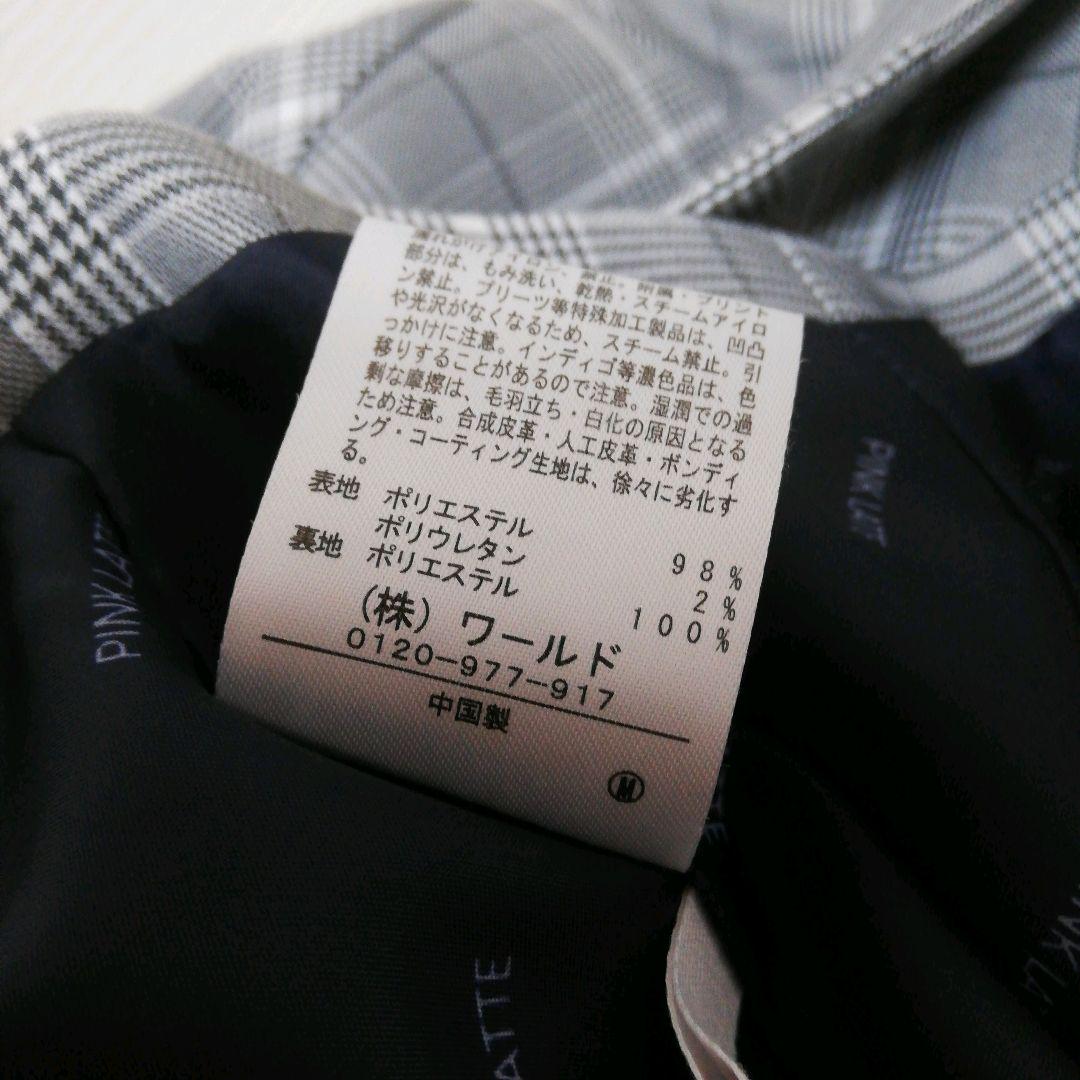 部分は、もみ洗い、乾熱・スチームアイロ
ン禁止。プリーツ等特殊加工製品は、凹凸
や光沢がなくなるため、スチーム禁止。引
っかけに注意。インディゴ等濃色品は、色
移りすることがあるので注意。湿潤での過
剰な摩擦は、毛羽立ち・白化の原因となる
ため注意。合成皮革・人工皮革・ボンディ
ング・コーティング生地は、徐々に劣化す
る。
表地 ポリエステル 98%
ポリウレタン 2%
裏地 ポリエステル 100%
(株) ワールド
0120-977-917
中国製
M
PINK LATT
PINK LATT
ATTE
NK LA